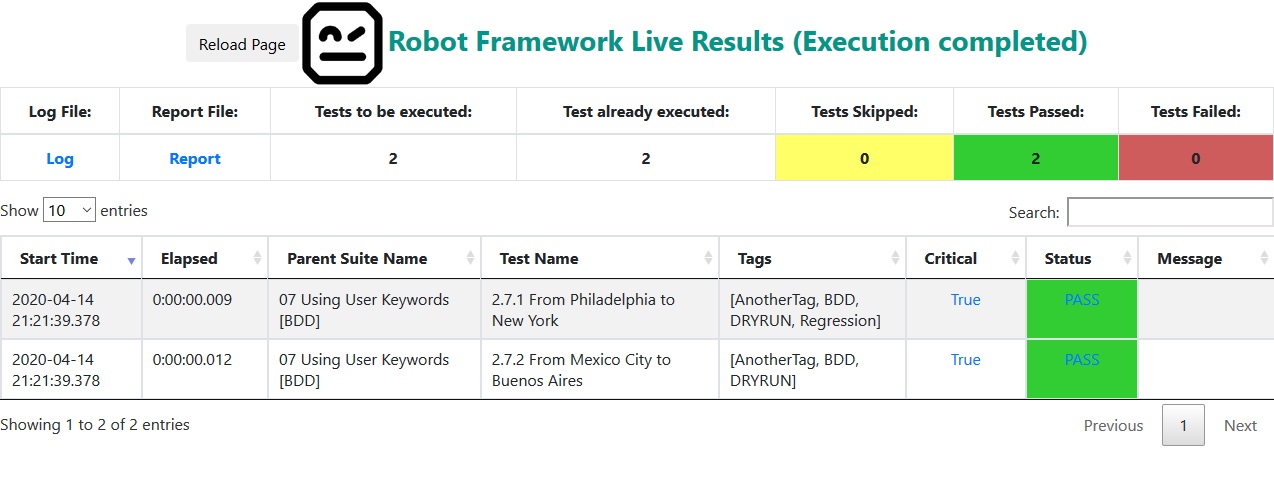 Reload Page
Robot Framework Live Results (Execution completed)
Log File: Report File: Tests to be executed: Test already executed: Tests Skipped: Tests Passed: Tests Failed:
Log Report 2 2 0 2 0
Show 10 entries Search:
Start Time Elapsed Parent Suite Name Test Name Tags Critical Status Message
2020-04-14 0:00:00.009 07 Using User Keywords 2.7.1 From Philadelphia to [AnotherTag, BDD, True PASS
21:21:39.378 [BDD] New York DRYRUN, Regression]
2020-04-14 0:00:00.012 07 Using User Keywords 2.7.2 From Mexico City to [AnotherTag, BDD, True PASS
21:21:39.378 [BDD] Buenos Aires DRYRUN]
Showing 1 to 2 of 2 entries Previous 1 Next